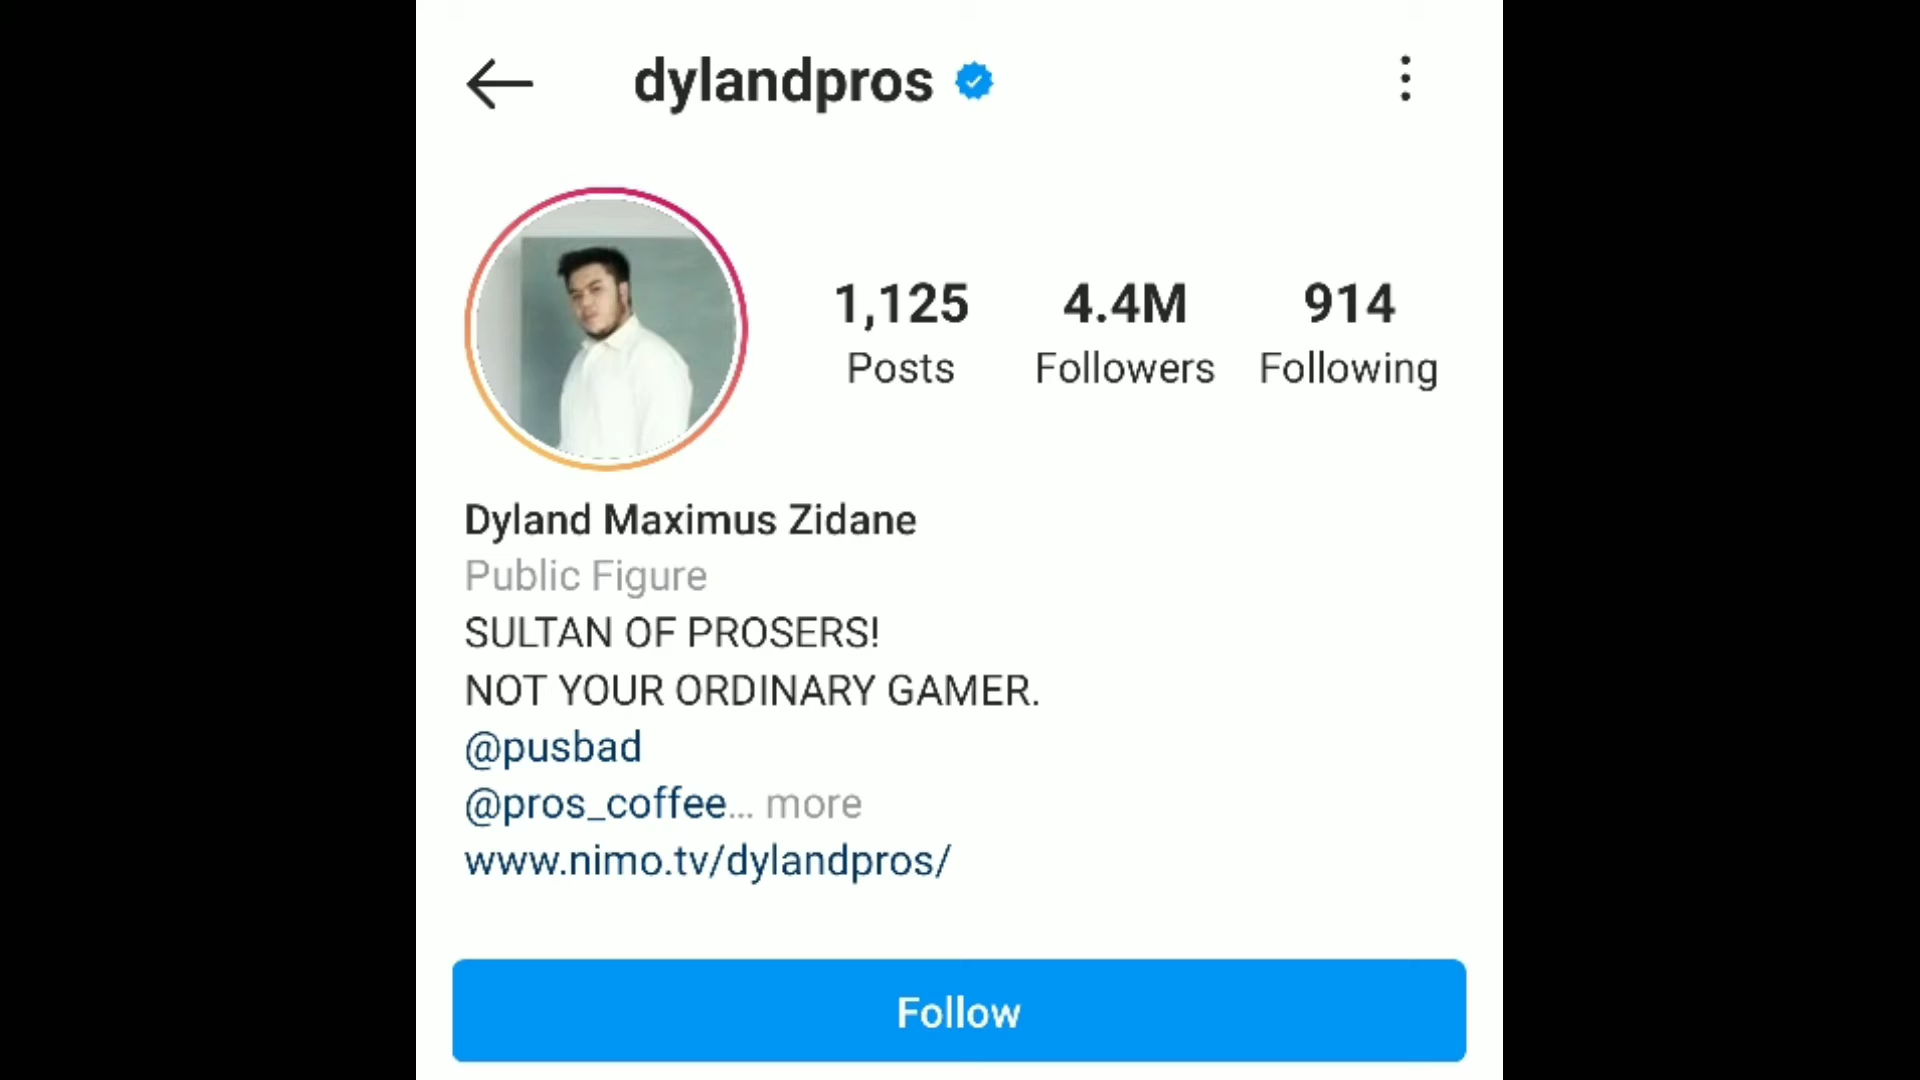 dylandpros
1,125 4.4M 914
Posts Followers Following
Dyland Maximus Zidane
Public Figure
SULTAN OF PROSERS!
NOT YOUR ORDINARY GAMER.
@pusbad
@pros_coffee... more
www.nimo.tv/dylandpros/
Follow